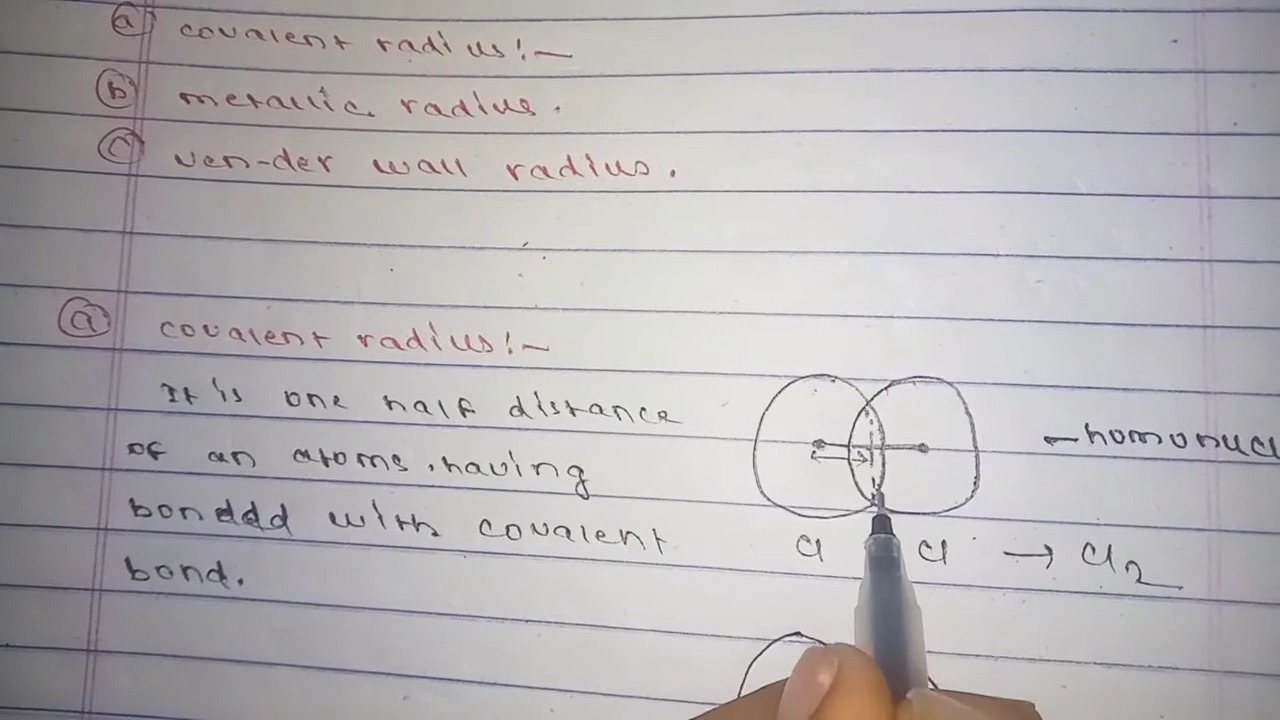 (a) covalent radius:-
(b) metallic radius.
(c) ven-der wall radius.
(a) covalent radius:-
It is one half distance
of an atoms, having
bonddd with covalent
bond.
←homonucl
Cl Cl → Cl2